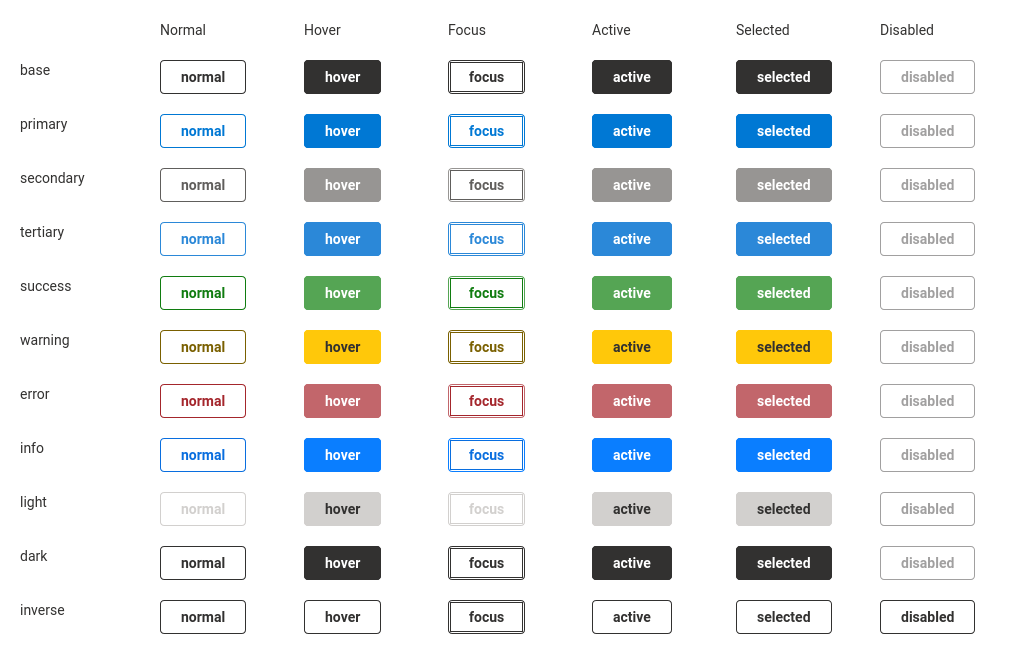 Normal Hover Focus Active Selected Disabled
base normal hover focus active selected disabled
primary normal hover focus active selected disabled
secondary normal hover focus active selected disabled
tertiary normal hover focus active selected disabled
success normal hover focus active selected disabled
warning normal hover focus active selected disabled
error normal hover focus active selected disabled
info normal hover focus active selected disabled
light normal hover focus active selected disabled
dark normal hover focus active selected disabled
inverse normal hover focus active selected disabled